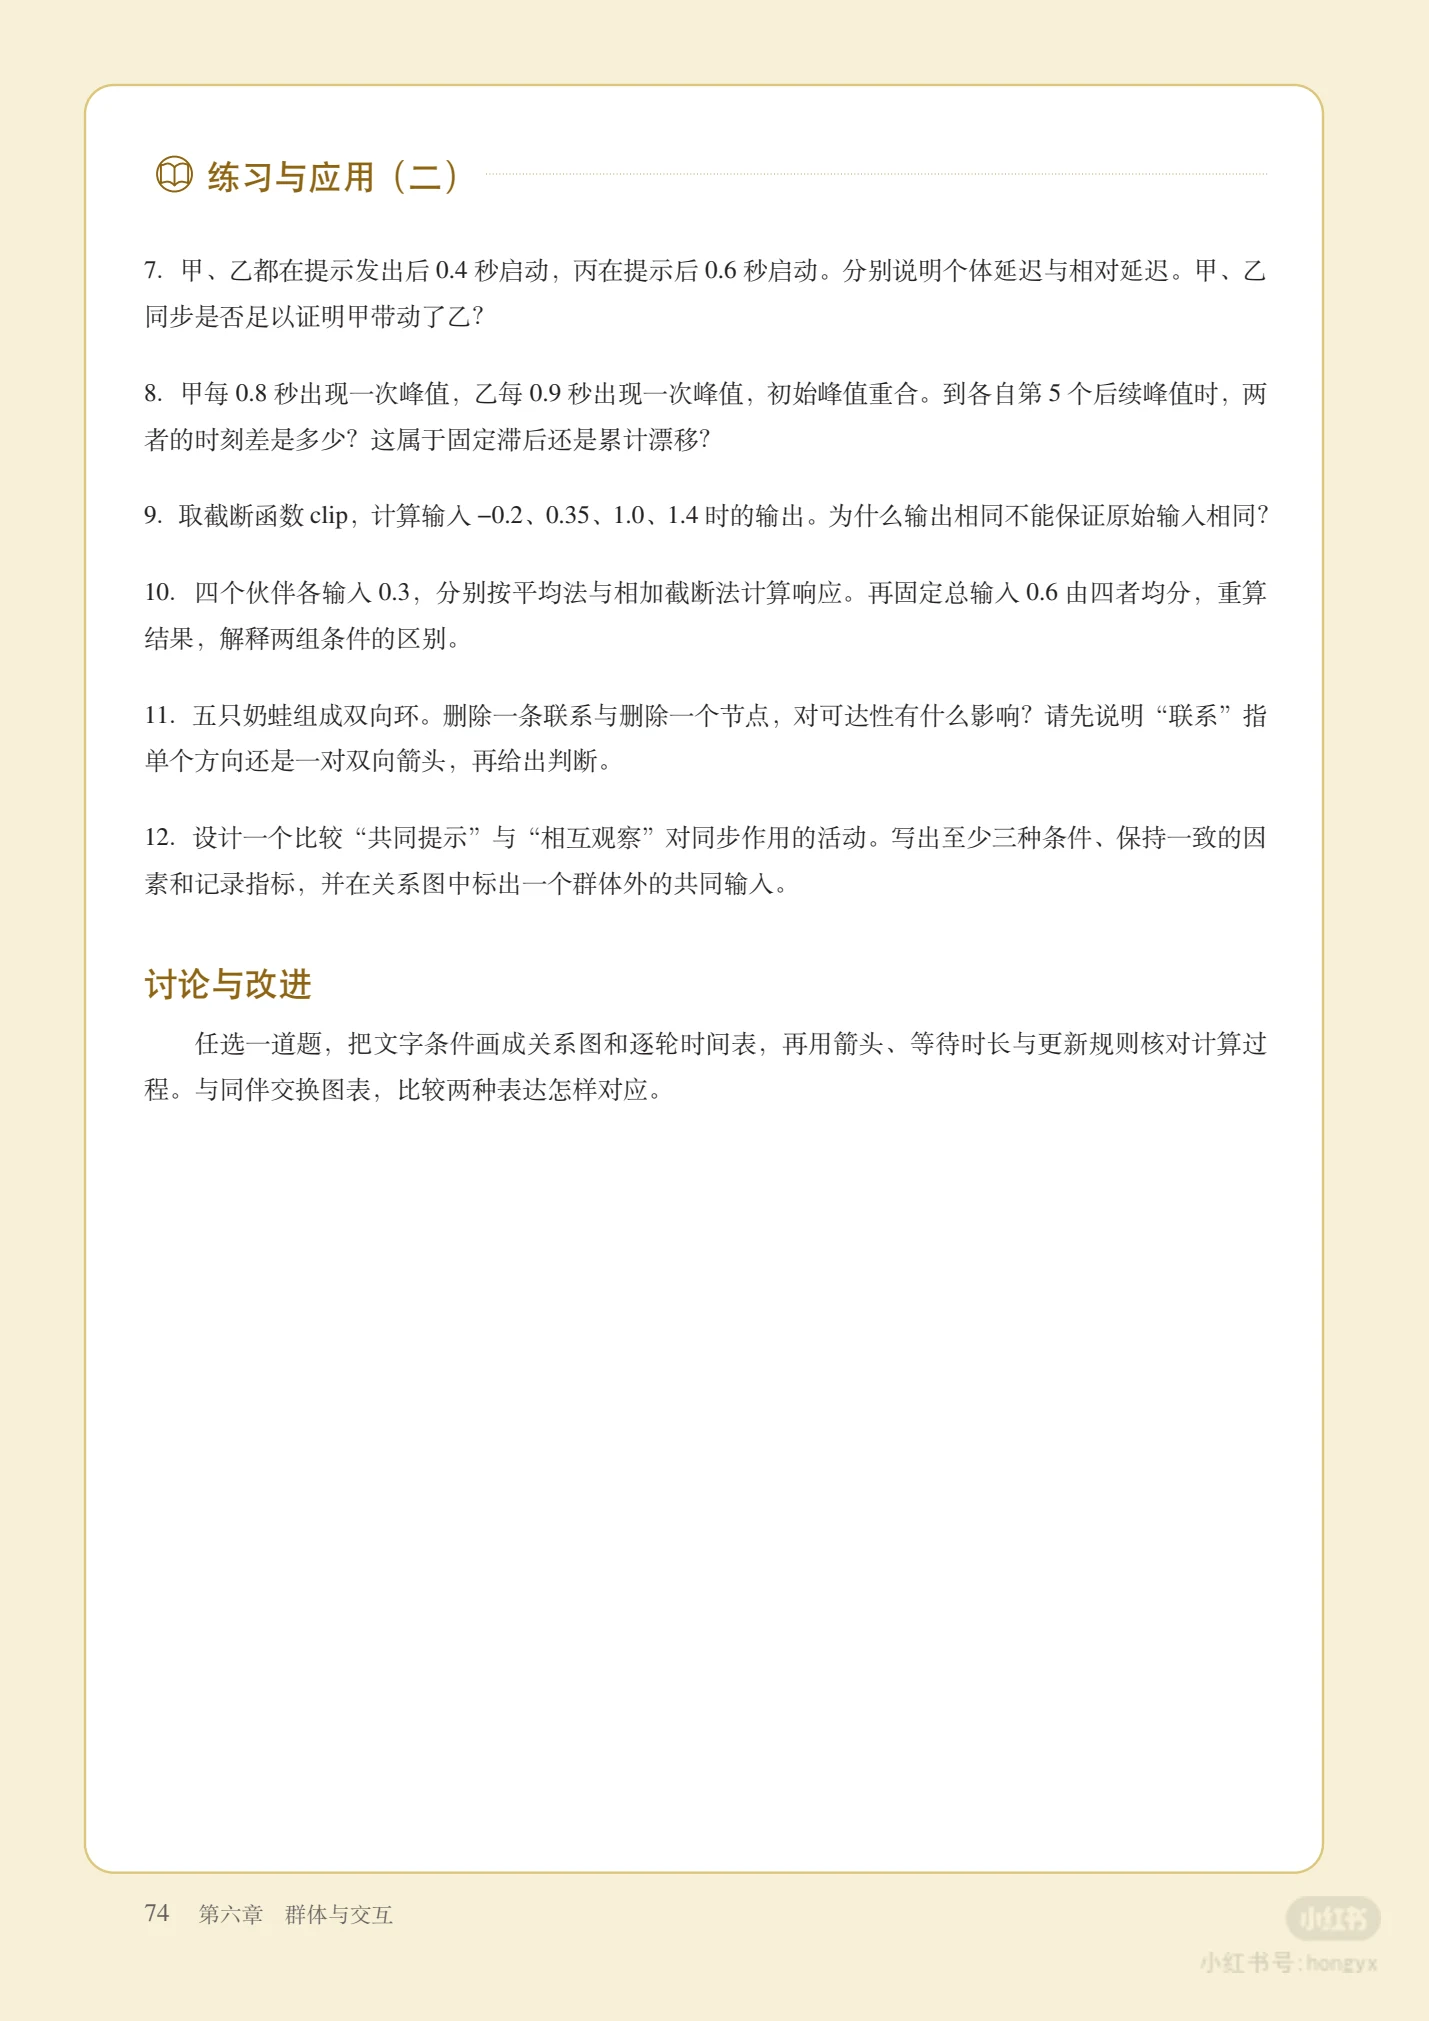 练习与应用（二）
7. 甲、乙都在提示发出后 0.4 秒启动，丙在提示后 0.6 秒启动。分别说明个体延迟与相对延迟。甲、乙
同步是否足以证明甲带动了乙？
8. 甲每 0.8 秒出现一次峰值，乙每 0.9 秒出现一次峰值，初始峰值重合。到各自第 5 个后续峰值时，两
者的时刻差是多少？这属于固定滞后还是累计漂移？
9. 取截断函数 clip，计算输入 −0.2、0.35、1.0、1.4 时的输出。为什么输出相同不能保证原始输入相同？
10. 四个伙伴各输入 0.3，分别按平均法与相加截断法计算响应。再固定总输入 0.6 由四者均分，重算
结果，解释两组条件的区别。
11. 五只奶蛙组成双向环。删除一条联系与删除一个节点，对可达性有什么影响？请先说明“联系”指
单个方向还是一对双向箭头，再给出判断。
12. 设计一个比较“共同提示”与“相互观察”对同步作用的活动。写出至少三种条件、保持一致的因
素和记录指标，并在关系图中标出一个群体外的共同输入。
讨论与改进
任选一道题，把文字条件画成关系图和逐轮时间表，再用箭头、等待时长与更新规则核对计算过
程。与同伴交换图表，比较两种表达怎样对应。
74 第六章 群体与交互
小红书
小红书号:hongyx